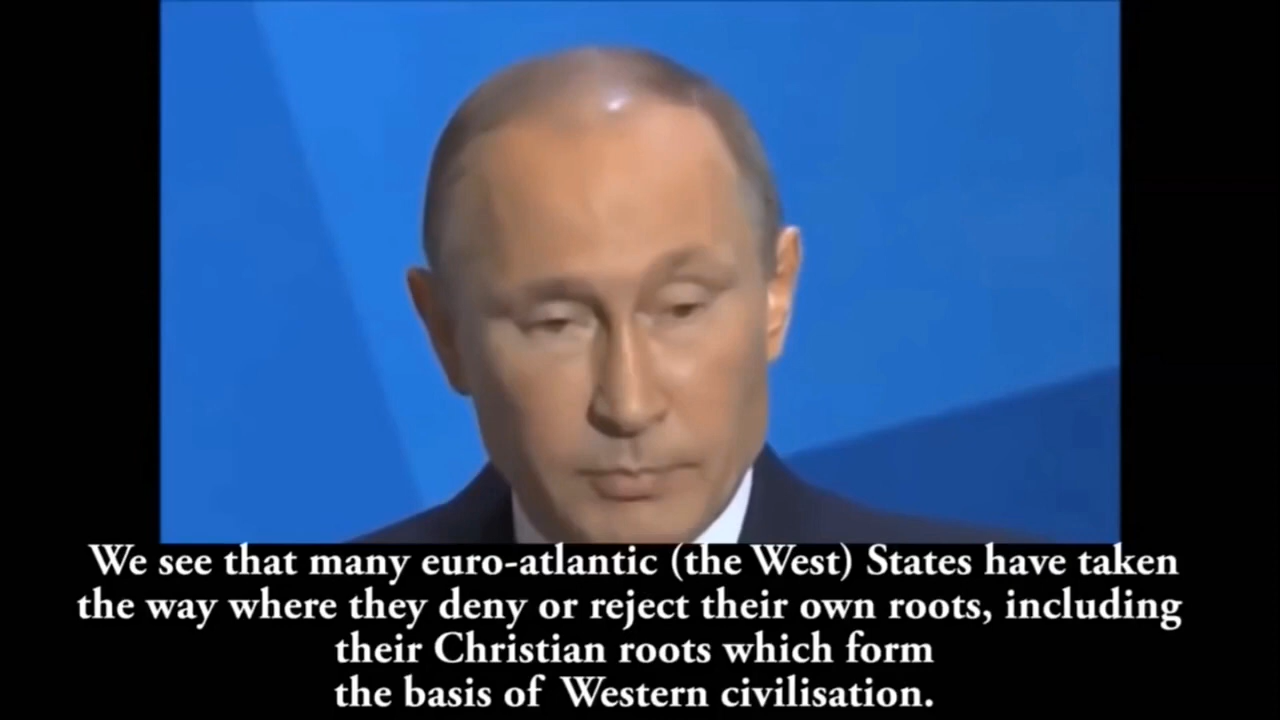 We see that many euro-atlantic (the West) States have taken
the way where they deny or reject their own roots, including
their Christian roots which form
the basis of Western civilisation.